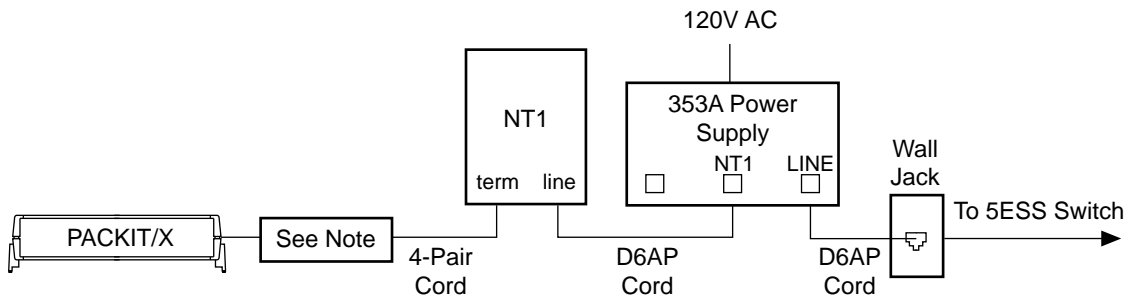 120V AC
353A Power
Supply
NT1
NT1
LINE
term
line
Wall
Jack
To 5ESS Switch
PACKIT/X
See Note
4-Pair
Cord
D6AP
Cord
D6AP
Cord